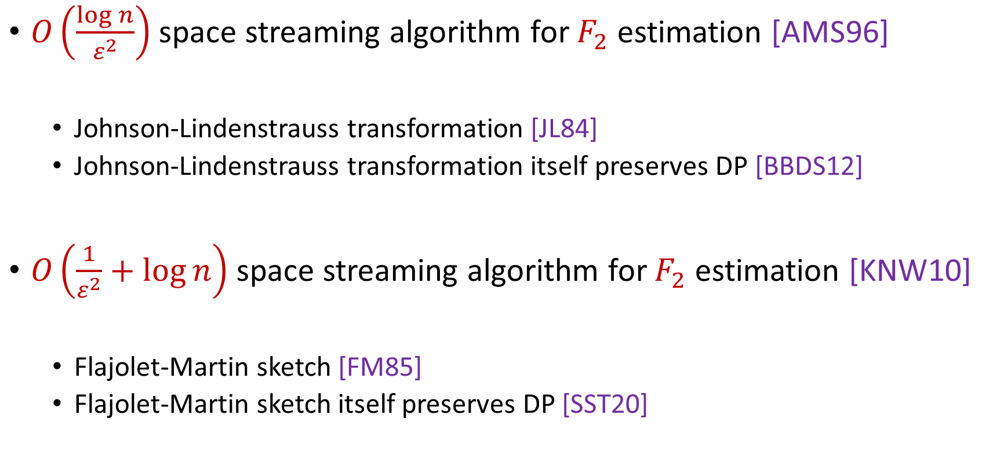 • $O\left(\frac{\log n}{\varepsilon^2}\right)$ space streaming algorithm for $F_2$ estimation [AMS96]
• Johnson-Lindenstrauss transformation [JL84]
• Johnson-Lindenstrauss transformation itself preserves DP [BBDS12]
• $O\left(\frac{1}{\varepsilon^2} + \log n\right)$ space streaming algorithm for $F_2$ estimation [KNW10]
• Flajolet-Martin sketch [FM85]
• Flajolet-Martin sketch itself preserves DP [SST20]